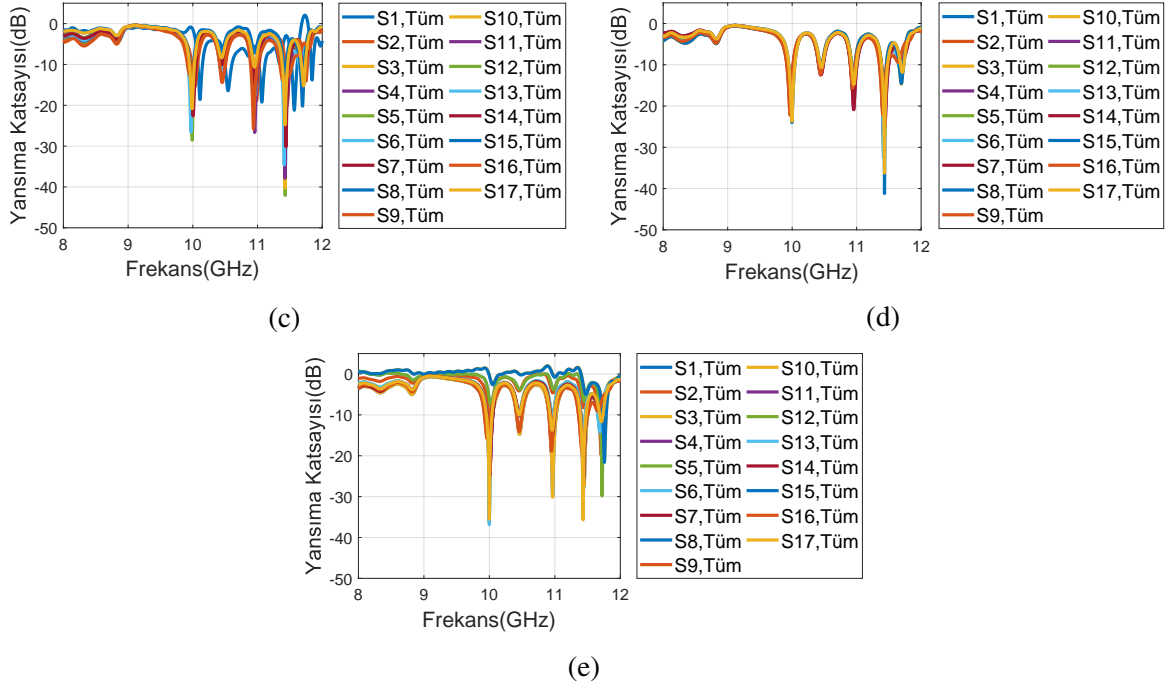 0
-10
-20
-30
-40
-50
8
9
10
11
12
Yansıma Katsayısı(dB)
Frekans(GHz)
S1,Tüm
S2,Tüm
S3,Tüm
S4,Tüm
S5,Tüm
S6,Tüm
S7,Tüm
S8,Tüm
S9,Tüm
S10,Tüm
S11,Tüm
S12,Tüm
S13,Tüm
S14,Tüm
S15,Tüm
S16,Tüm
S17,Tüm
(c)
0
-10
-20
-30
-40
-50
8
9
10
11
12
Yansıma Katsayısı(dB)
Frekans(GHz)
S1,Tüm
S2,Tüm
S3,Tüm
S4,Tüm
S5,Tüm
S6,Tüm
S7,Tüm
S8,Tüm
S9,Tüm
S10,Tüm
S11,Tüm
S12,Tüm
S13,Tüm
S14,Tüm
S15,Tüm
S16,Tüm
S17,Tüm
(d)
0
-10
-20
-30
-40
-50
8
9
10
11
12
Yansıma Katsayısı(dB)
Frekans(GHz)
S1,Tüm
S2,Tüm
S3,Tüm
S4,Tüm
S5,Tüm
S6,Tüm
S7,Tüm
S8,Tüm
S9,Tüm
S10,Tüm
S11,Tüm
S12,Tüm
S13,Tüm
S14,Tüm
S15,Tüm
S16,Tüm
S17,Tüm
(e)